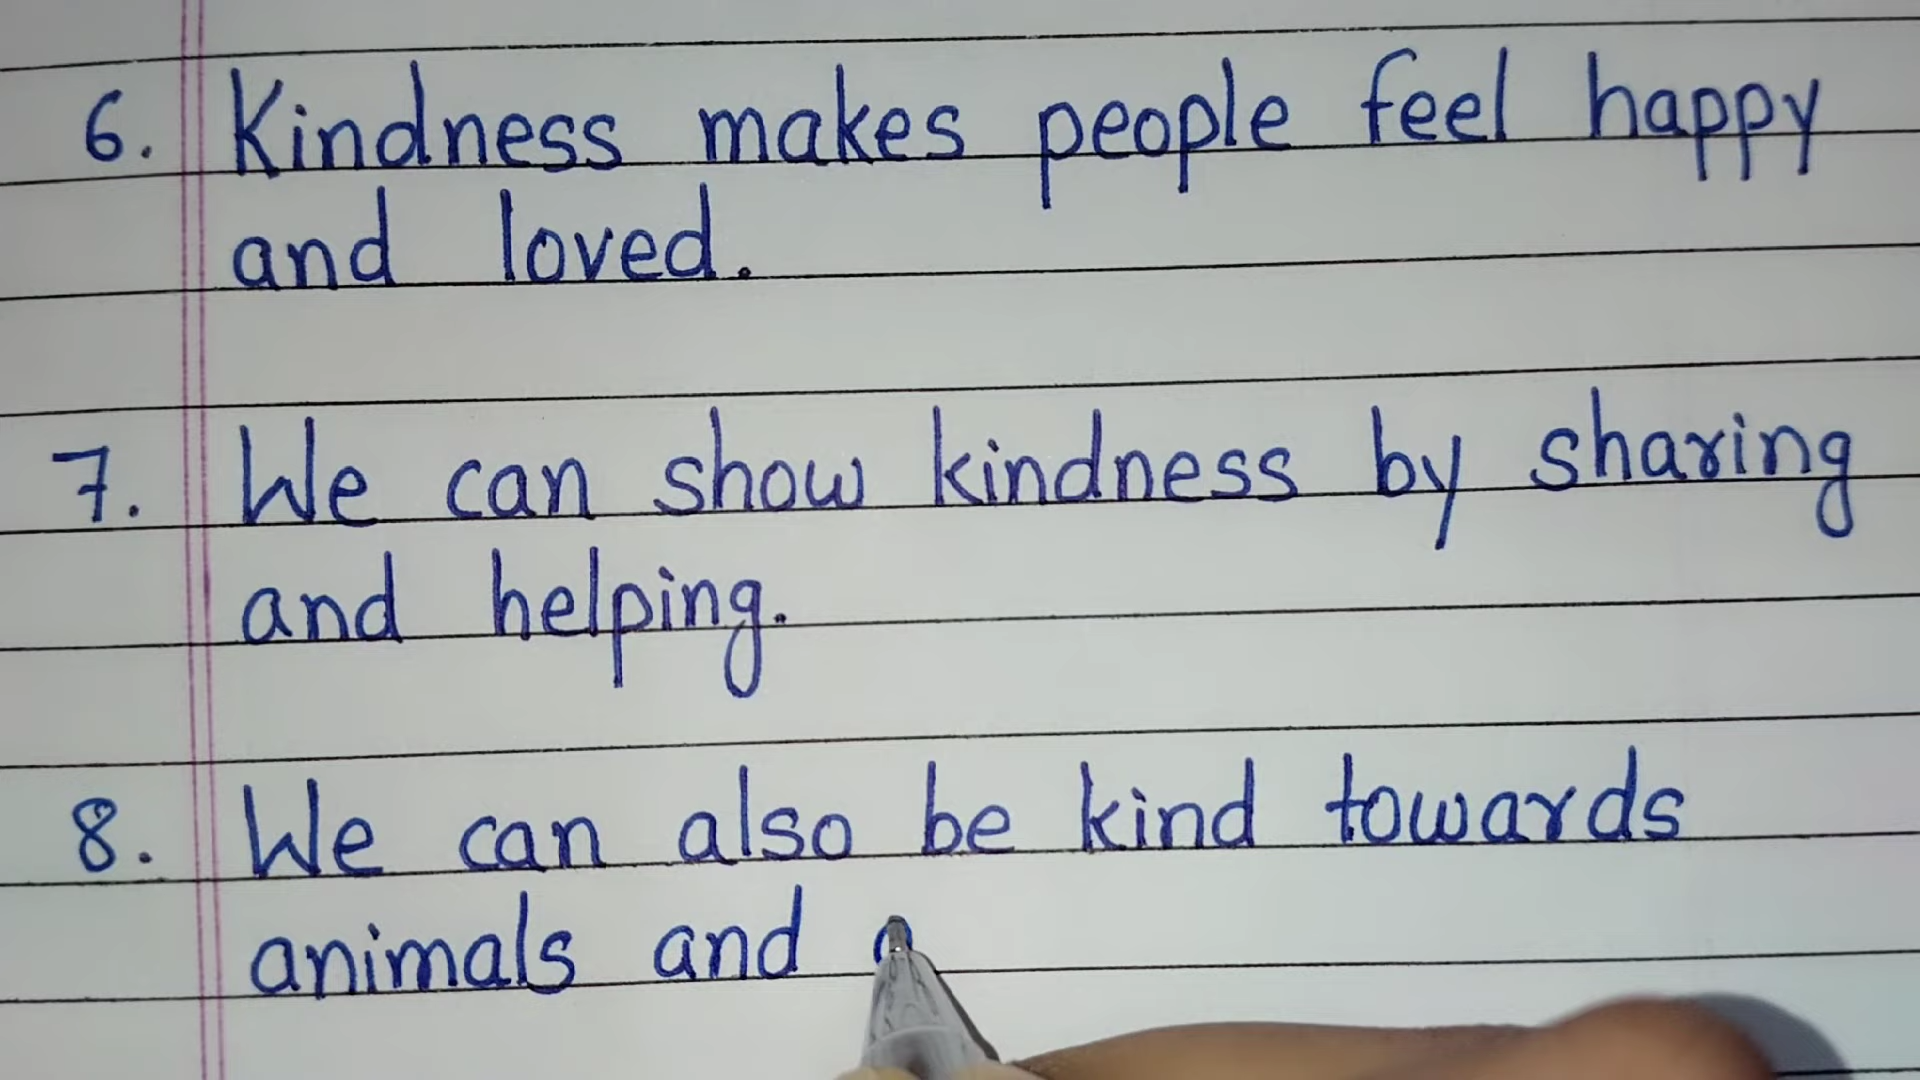 6. Kindness makes people feel happy
and loved.
7. We can show kindness by sharing
and helping.
8. We can also be kind towards
animals and